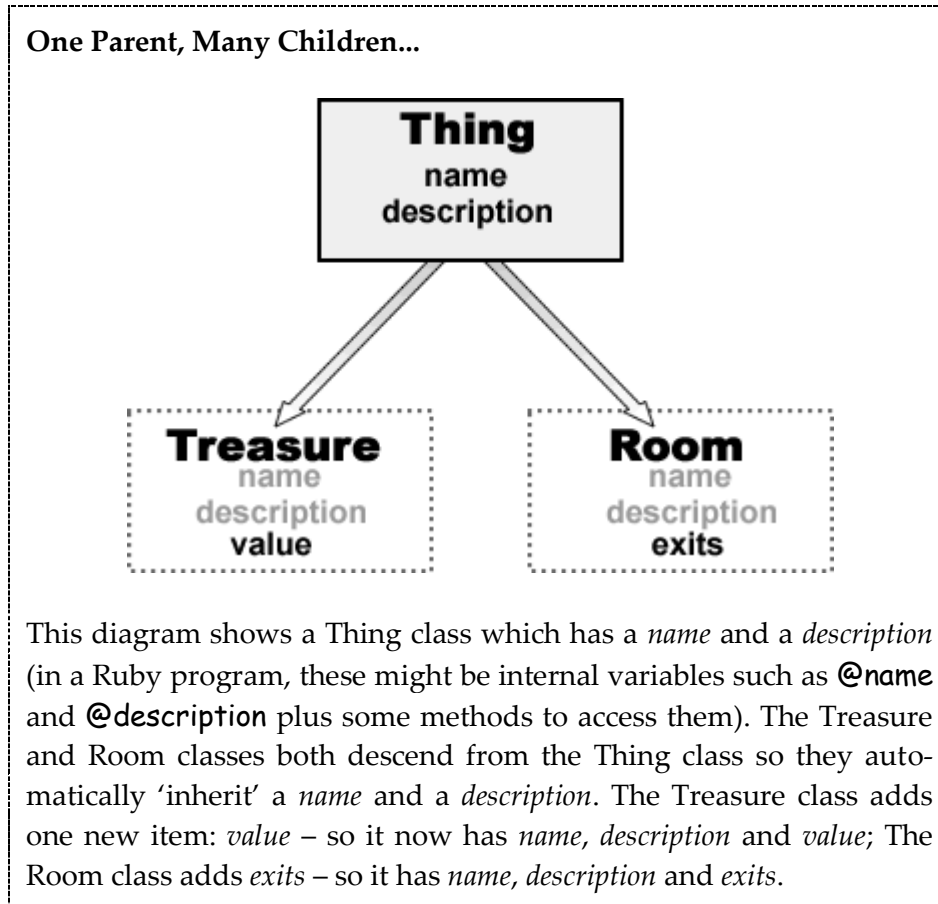 One Parent, Many Children...
Thing
name
description
Treasure
name
description
value
Room
name
description
exits
This diagram shows a Thing class which has a name and a description
(in a Ruby program, these might be internal variables such as @name
and @description plus some methods to access them). The Treasure
and Room classes both descend from the Thing class so they auto-
matically ‘inherit’ a name and a description. The Treasure class adds
one new item: value – so it now has name, description and value; The
Room class adds exits – so it has name, description and exits.